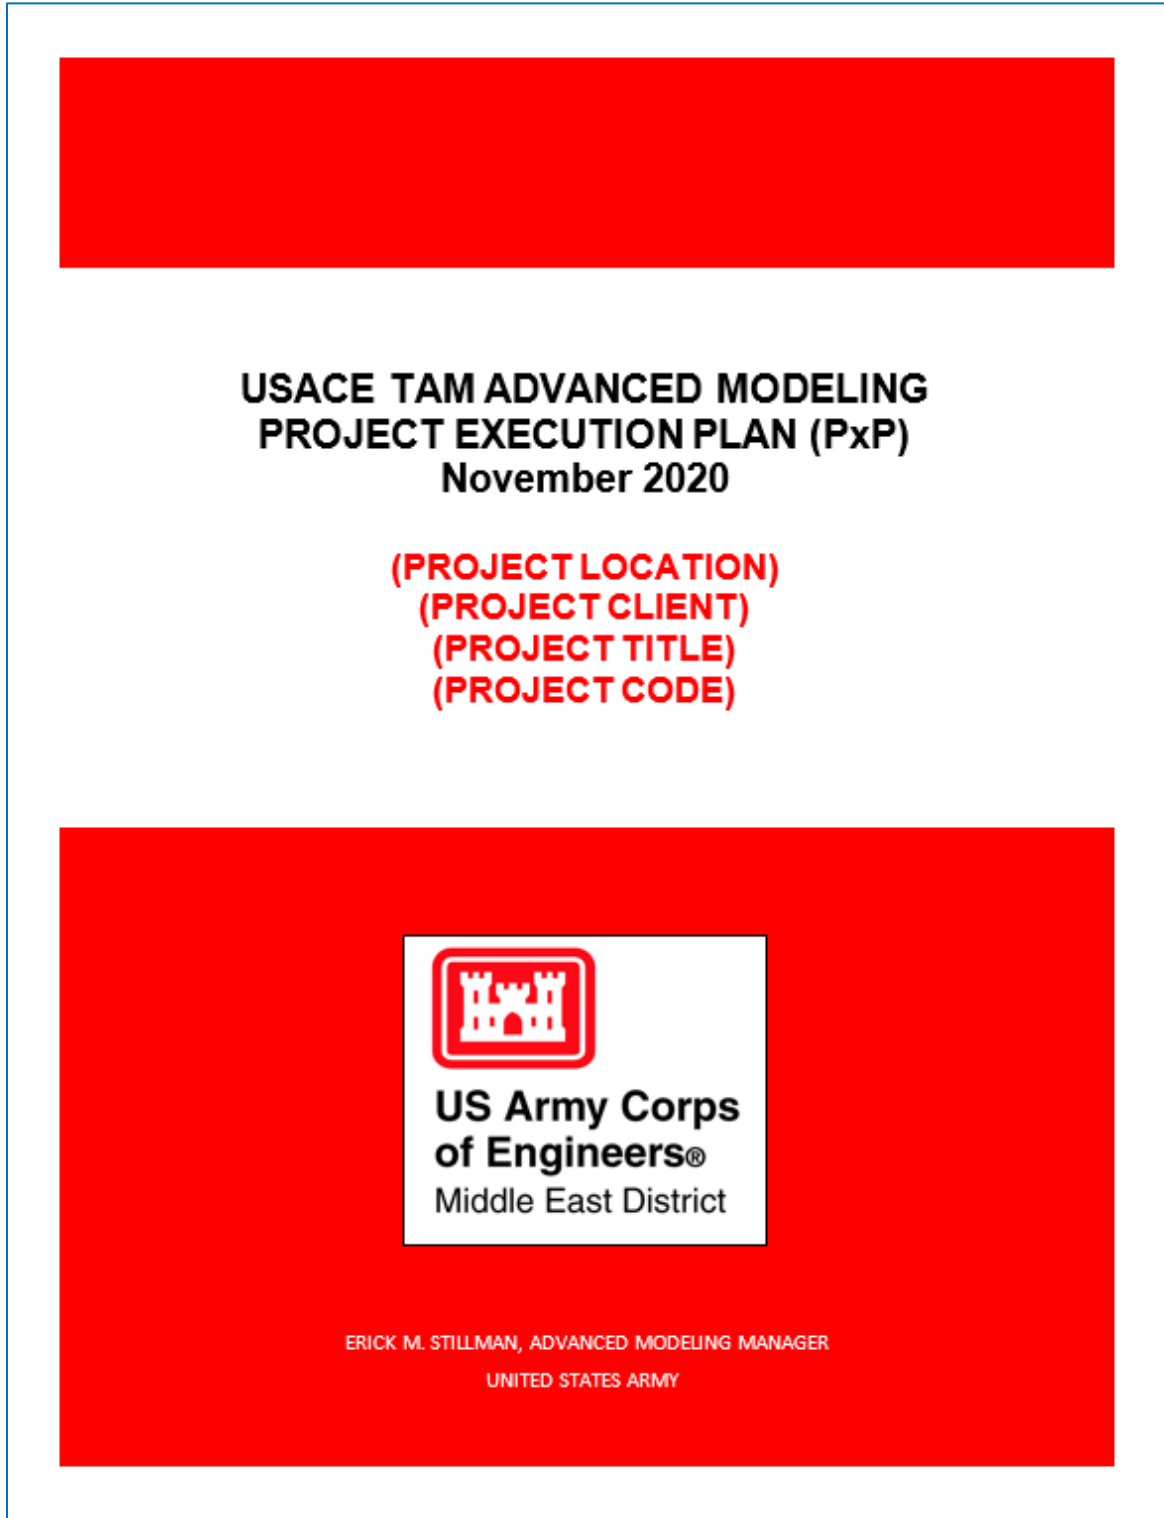 USACE TAM ADVANCED MODELING
PROJECT EXECUTION PLAN (PxP)
November 2020
(PROJECT LOCATION)
(PROJECT CLIENT)
(PROJECT TITLE)
(PROJECT CODE)
US Army Corps
of Engineers®
Middle East District
ERICK M. STILLMAN, ADVANCED MODELING MANAGER
UNITED STATES ARMY